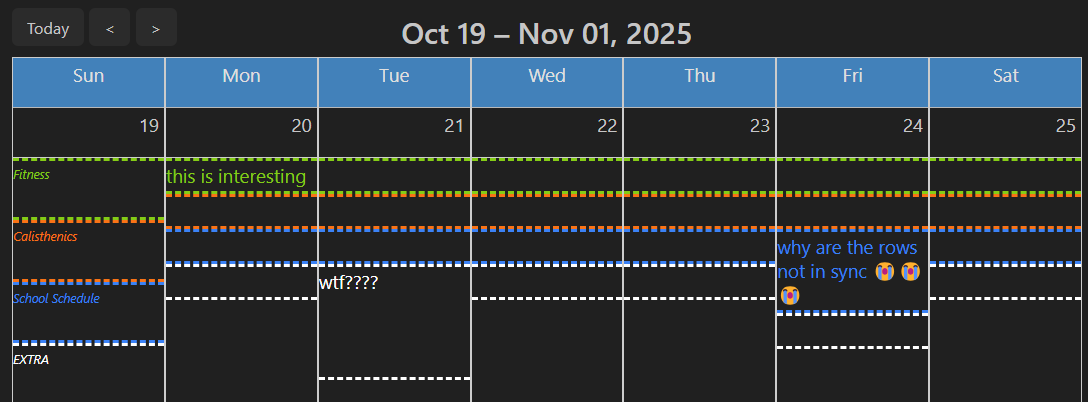 Today < >
Oct 19 – Nov 01, 2025
Sun Mon Tue Wed Thu Fri Sat
19 20 21 22 23 24 25
Fitness
this is interesting
Calisthenics
why are the rows
not in sync 😭 😭
😭
School Schedule
wtf????
EXTRA